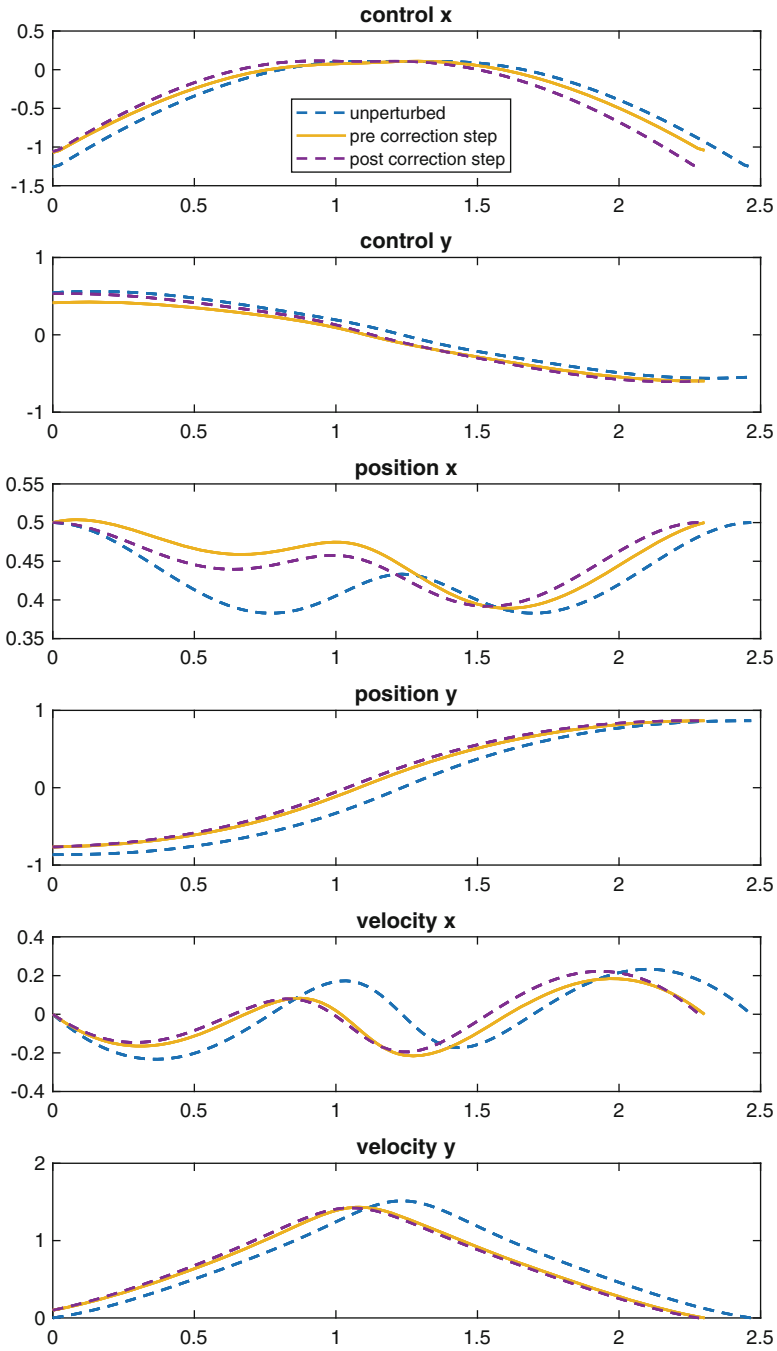 control x
0.5
0
-0.5
-1
-1.5
unperturbed
pre correction step
post correction step
0 0.5 1 1.5 2 2.5
control y
1
0
-1
0 0.5 1 1.5 2 2.5
position x
0.55
0.5
0.45
0.4
0.35
0 0.5 1 1.5 2 2.5
position y
1
0
-1
0 0.5 1 1.5 2 2.5
velocity x
0.4
0.2
0
-0.2
-0.4
0 0.5 1 1.5 2 2.5
velocity y
2
1
0
0 0.5 1 1.5 2 2.5